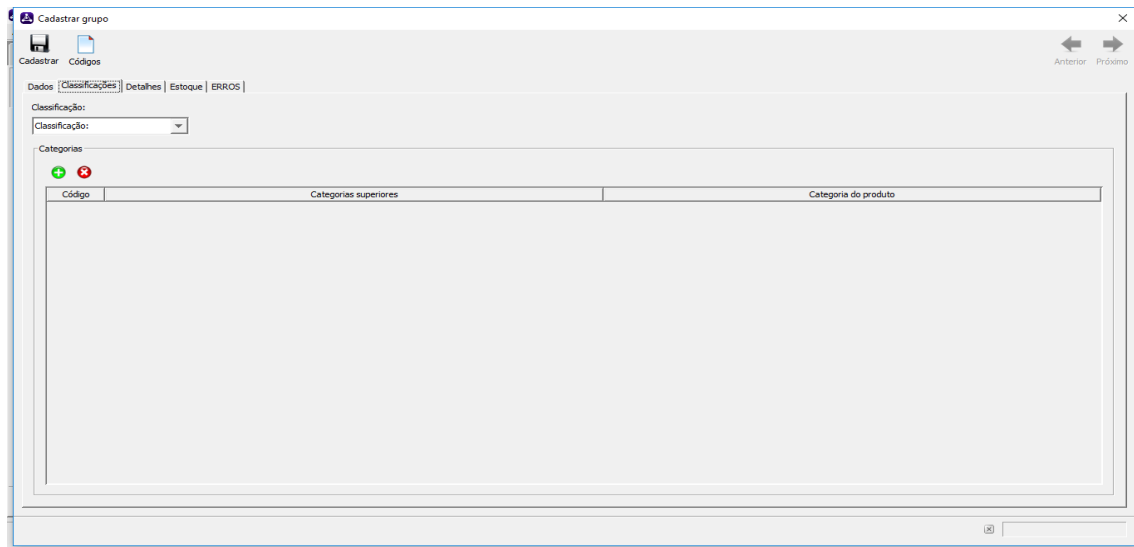 Cadastrar grupo
Cadastrar Códigos
Anterior Próximo
Dados Classificações Detalhes Estoque ERROS
Classificação:
Classificação:
Categorias
Código Categorias superiores Categoria do produto